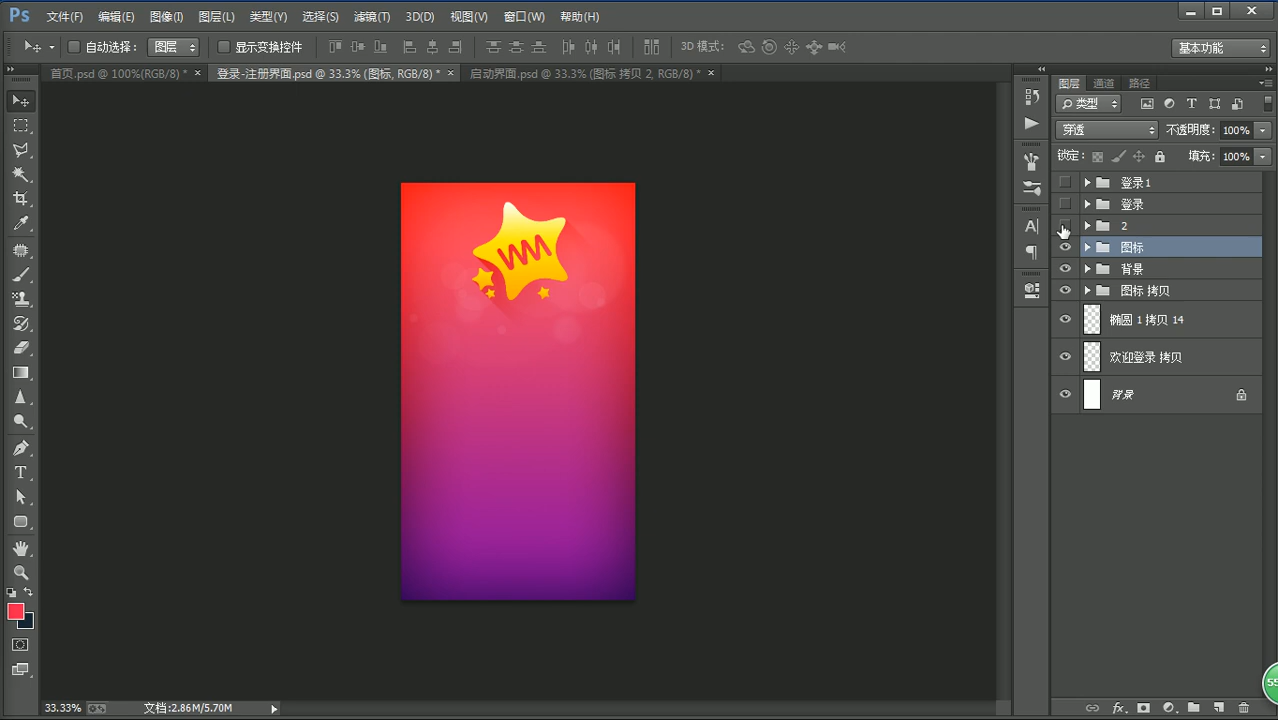 Ps 文件(F) 编辑(E) 图像(I) 图层(L) 类型(Y) 选择(S) 滤镜(T) 3D(D) 视图(V) 窗口(W) 帮助(H)
自动选择: 图层 显示变换控件 3D 模式: 基本功能
首页.psd @ 100%(RGB/8) * × 登录-注册界面.psd @ 33.3% (图标, RGB/8) * × 启动界面.psd @ 33.3% (图标 拷贝 2, RGB/8) * ×
图层 通道 路径
类型
穿透 不透明度: 100%
锁定: 填充: 100%
登录1
登录
2
图标
背景
图标 拷贝
椭圆 1 拷贝 14
欢迎登录 拷贝
背景
WM
55
33.33% 文档:2.86M/5.70M